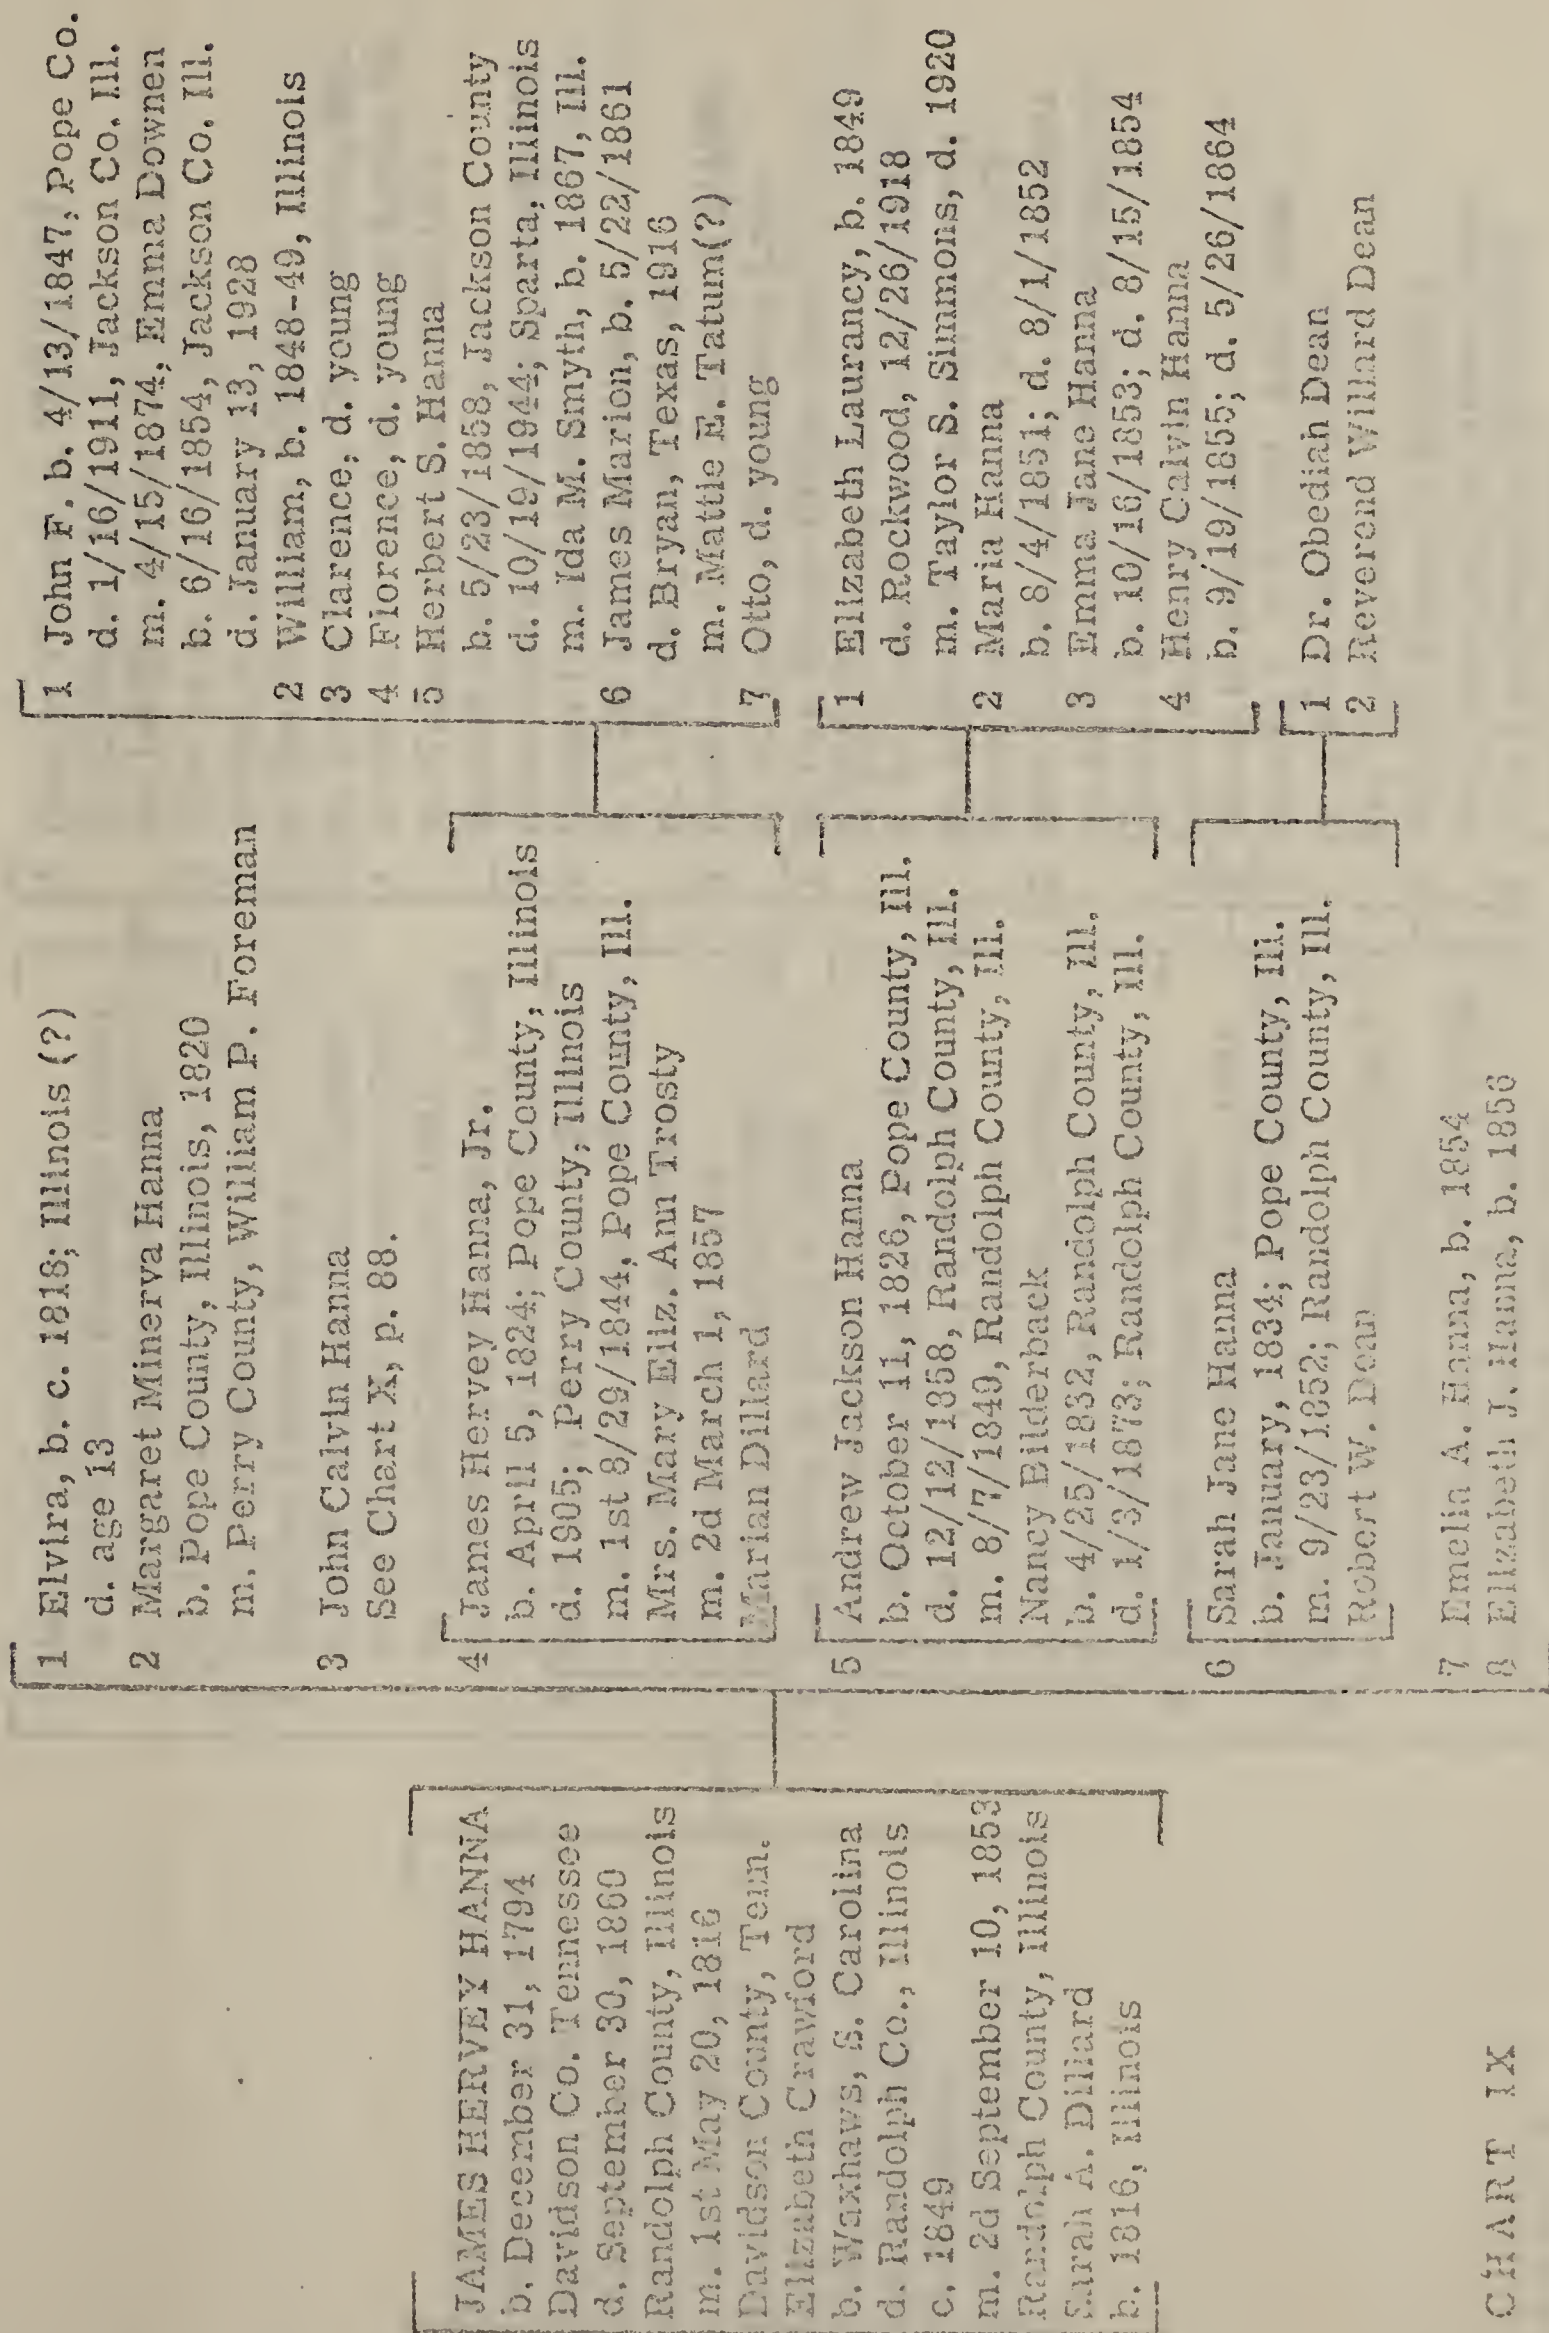 JAMES HERVEY HANNA
b. December 31, 1794
Davidson Co. Tennessee
d. September 30, 1860
Randolph County, Illinois
m. 1st May 20, 1816
Davidson County, Tenn.
Elizabeth Crawford
b. Waxhaws, S. Carolina
d. Randolph Co., Illinois
c. 1849
m. 2d September 10, 1853
Randolph County, Illinois
Sarah A. Dillard
b. 1816, Illinois
1 Elvira, b. c. 1818; Illinois (?)
d. age 13
2 Margaret Minerva Hanna
b. Pope County, Illinois, 1820
m. Perry County, William P. Foreman
3 John Calvin Hanna
See Chart X, p. 88.
4 James Hervey Hanna, Jr.
b. April 5, 1824; Pope County, Illinois
d. 1905; Perry County, Illinois
m. 1st 8/29/1844, Pope County, Ill.
Mrs. Mary Eliz. Ann Trosty
m. 2d March 1, 1857
Marian Dillard
5 Andrew Jackson Hanna
b. October 11, 1826, Pope County, Ill.
d. 12/12/1858, Randolph County, Ill.
m. 8/7/1849, Randolph County, Ill.
Nancy Bilderback
b. 4/25/1832, Randolph County, Ill.
d. 1/3/1873; Randolph County, Ill.
6 Sarah Jane Hanna
b. January, 1834; Pope County, Ill.
m. 9/23/1852; Randolph County, Ill.
Robert W. Dean
7 Emelin A. Hanna, b. 1854
8 Elizabeth J. Hanna, b. 1856
1 John F. b. 4/13/1847, Pope Co.
d. 1/16/1911, Jackson Co. Ill.
m. 4/15/1874, Emma Downen
b. 6/16/1854, Jackson Co. Ill.
d. January 13, 1928
2 William, b. 1848-49, Illinois
3 Clarence, d. young
4 Florence, d. young
5 Herbert S. Hanna
b. 5/23/1858, Jackson County
d. 10/19/1944; Sparta, Illinois
m. Ida M. Smyth, b. 1867, Ill.
6 James Marion, b. 5/22/1861
d. Bryan, Texas, 1916
m. Mattie E. Tatum(?)
7 Otto, d. young
1 Elizabeth Laurancy, b. 1849
d. Rockwood, 12/26/1918
m. Taylor S. Simmons, d. 1920
2 Maria Hanna
b. 8/4/1851; d. 8/1/1852
3 Emma Jane Hanna
b. 10/16/1853; d. 8/15/1854
4 Henry Calvin Hanna
b. 9/19/1855; d. 5/26/1864
1 Dr. Obediah Dean
2 Reverend Willard Dean
CHART IX